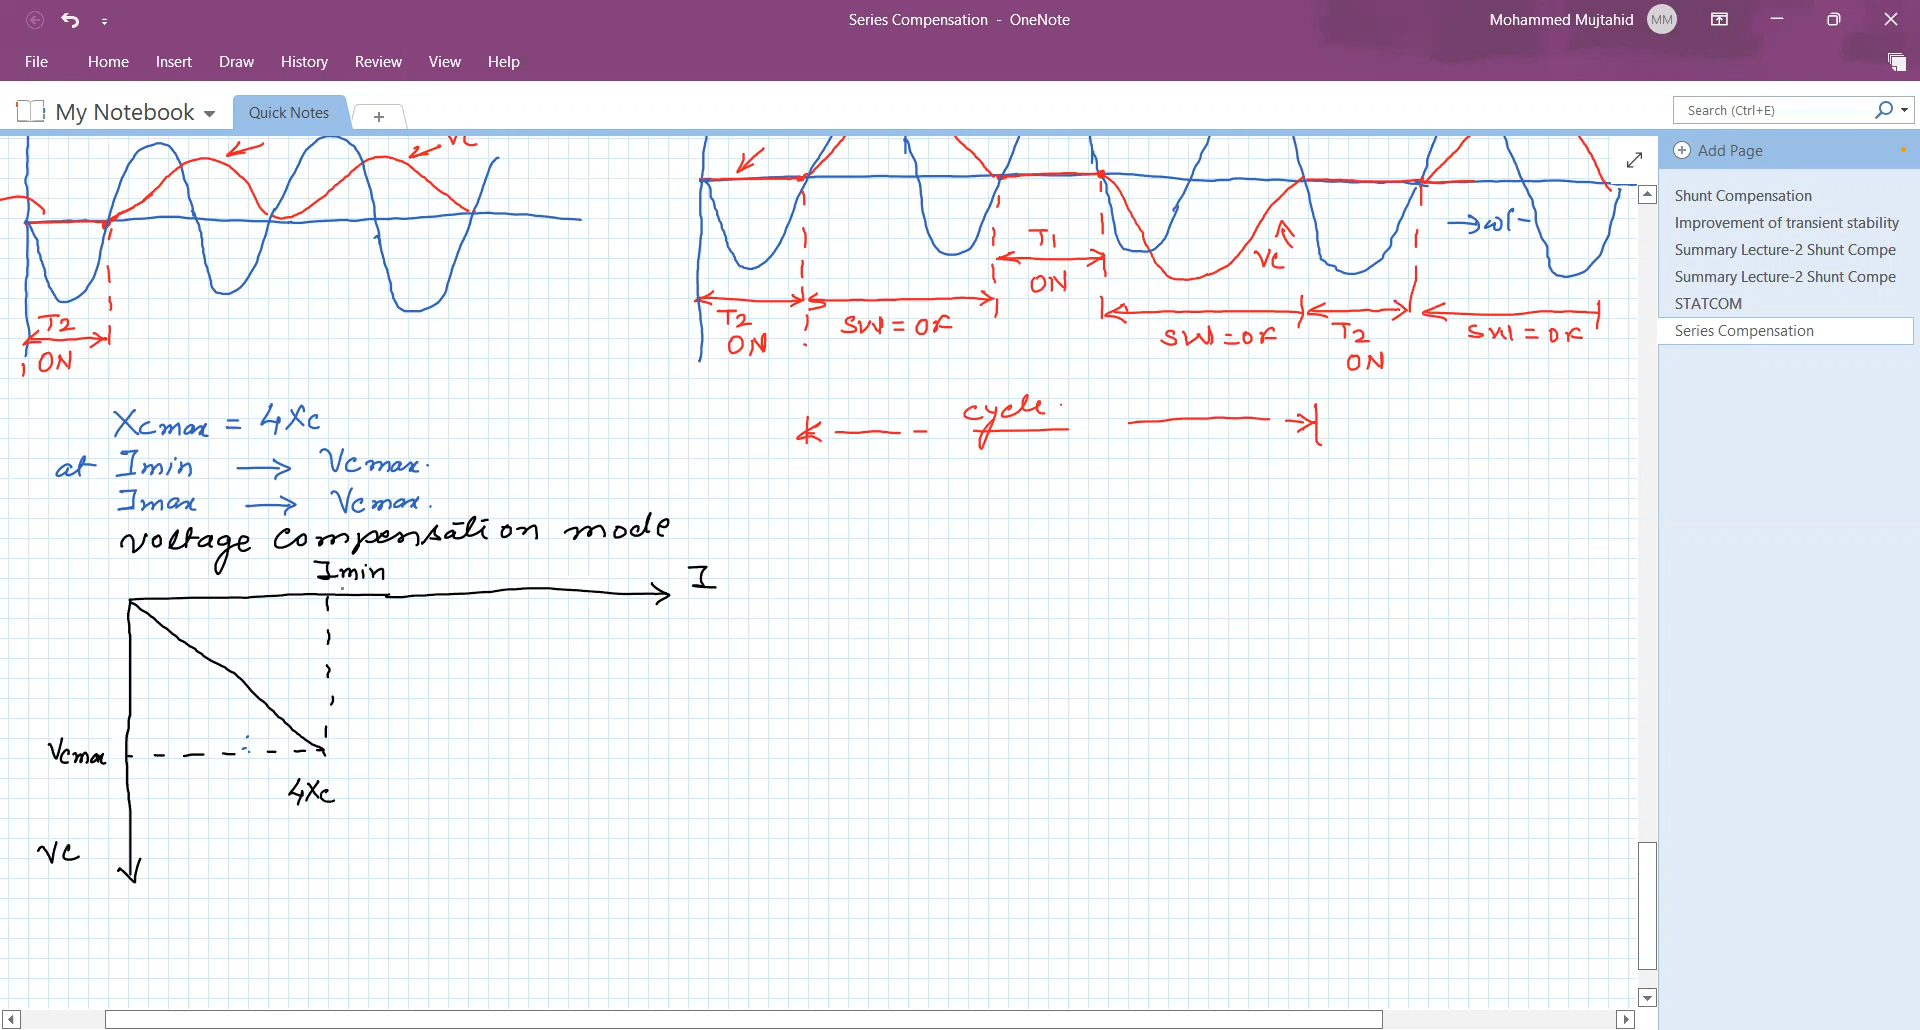 Series Compensation - OneNote
Mohammed Mujtahid MM
File Home Insert Draw History Review View Help
My Notebook Quick Notes +
Search (Ctrl+E)
Add Page
Shunt Compensation
Improvement of transient stability
Summary Lecture-2 Shunt Compe
Summary Lecture-2 Shunt Compe
STATCOM
Series Compensation
Vc
T2
ON
T2
ON
SW = OF
T1
ON
Vc
SW = OF
T2
ON
SW = OF
cycle
Xcmax = 4Xc
at Imin → Vcmax.
Imax → Vcmax.
Voltage compensation mode
Imin
I
Vcmax
4Xc
VC